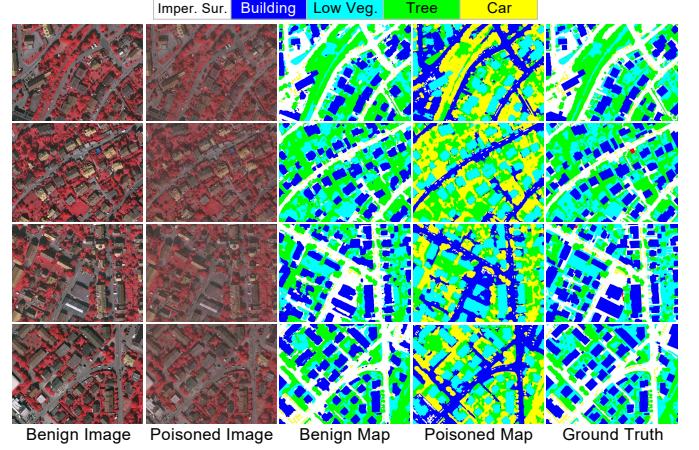 Imper. Sur. Building Low Veg. Tree Car
Benign Image Poisoned Image Benign Map Poisoned Map Ground Truth